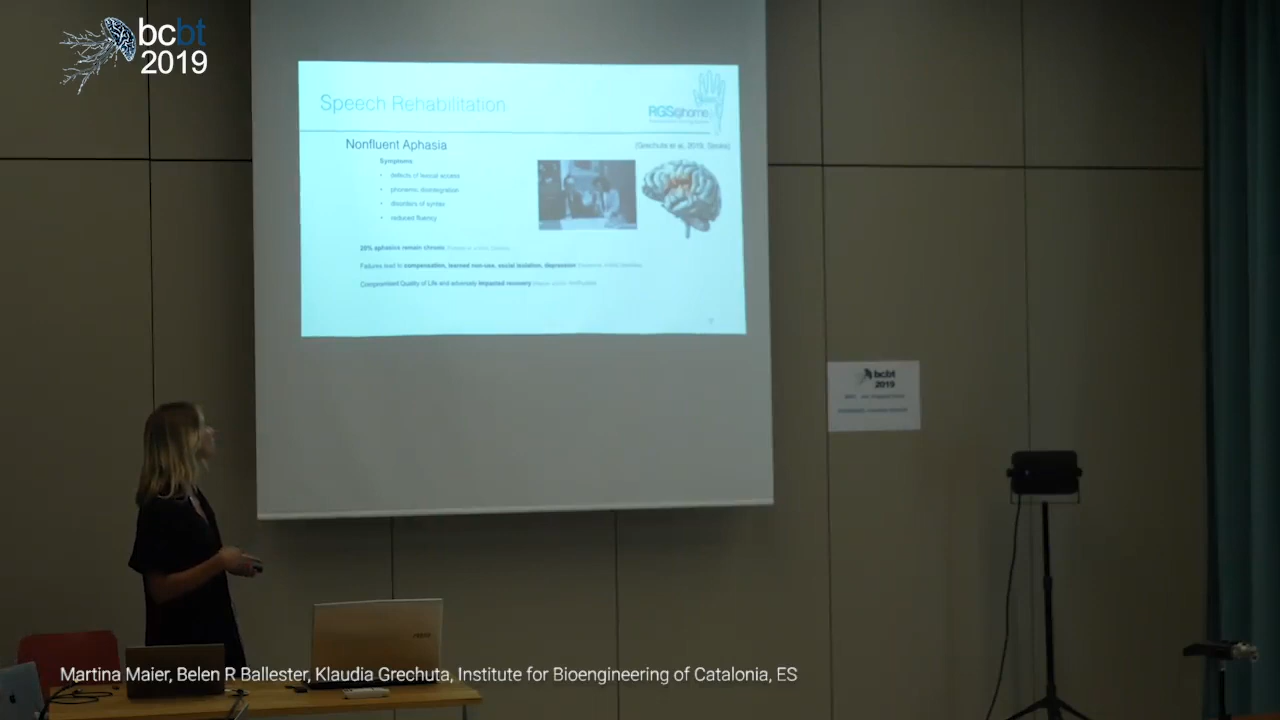 bcbt
2019
Speech Rehabilitation
RGS@home
Nonfluent Aphasia
[Grechuta et al, 2019, Stroke]
Symptoms
• defects of lexical access
• phonemic disintegration
• disorders of syntax
• reduced fluency
20% aphasics remain chronic
Failures lead to compensation, learned non-use, social isolation, depression
Compromised Quality of Life and adversely impacted recovery
bcbt
2019
Martina Maier, Belen R Ballester, Klaudia Grechuta, Institute for Bioengineering of Catalonia, ES